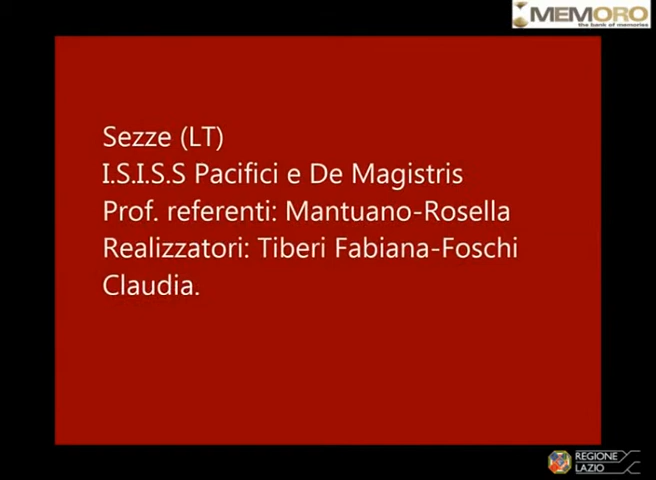 MEMORO
the bank of memories
Sezze (LT)
I.S.I.S.S Pacifici e De Magistris
Prof. referenti: Mantuano-Rosella
Realizzatori: Tiberi Fabiana-Foschi
Claudia.
REGIONE
LAZIO